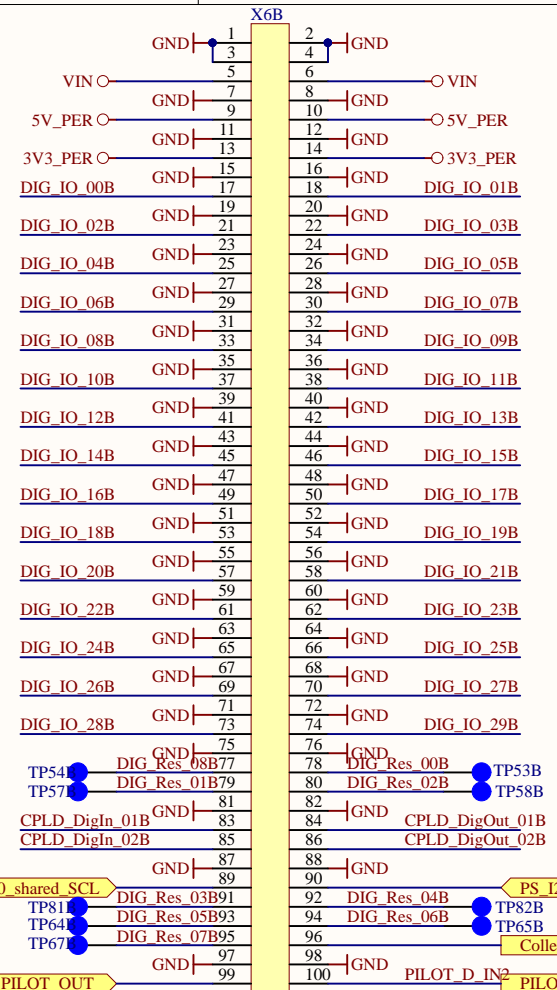 X6B
GND 1 2 GND
3 4
VIN 5 6 VIN
GND 7 8 GND
5V_PER 9 10 5V_PER
GND 11 12 GND
3V3_PER 13 14 3V3_PER
GND 15 16 GND
DIG_IO_00B 17 18 DIG_IO_01B
GND 19 20 GND
DIG_IO_02B 21 22 DIG_IO_03B
GND 23 24 GND
DIG_IO_04B 25 26 DIG_IO_05B
GND 27 28 GND
DIG_IO_06B 29 30 DIG_IO_07B
GND 31 32 GND
DIG_IO_08B 33 34 DIG_IO_09B
GND 35 36 GND
DIG_IO_10B 37 38 DIG_IO_11B
GND 39 40 GND
DIG_IO_12B 41 42 DIG_IO_13B
GND 43 44 GND
DIG_IO_14B 45 46 DIG_IO_15B
GND 47 48 GND
DIG_IO_16B 49 50 DIG_IO_17B
GND 51 52 GND
DIG_IO_18B 53 54 DIG_IO_19B
GND 55 56 GND
DIG_IO_20B 57 58 DIG_IO_21B
GND 59 60 GND
DIG_IO_22B 61 62 DIG_IO_23B
GND 63 64 GND
DIG_IO_24B 65 66 DIG_IO_25B
GND 67 68 GND
DIG_IO_26B 69 70 DIG_IO_27B
GND 71 72 GND
DIG_IO_28B 73 74 DIG_IO_29B
GND 75 76 GND
TP54B DIG_Res_08B 77 78 DIG_Res_00B TP53B
TP57B DIG_Res_01B 79 80 DIG_Res_02B TP58B
GND 81 82 GND
CPLD_DigIn_01B 83 84 CPLD_DigOut_01B
CPLD_DigIn_02B 85 86 CPLD_DigOut_02B
GND 87 88 GND
0_shared_SCL 89 90 PS_I2
TP81B DIG_Res_03B 91 92 DIG_Res_04B TP82B
TP64B DIG_Res_05B 93 94 DIG_Res_06B TP65B
TP67B DIG_Res_07B 95 96 Colle
GND 97 98 GND
PILOT_OUT 99 100 PILOT_D_IN2 PILO